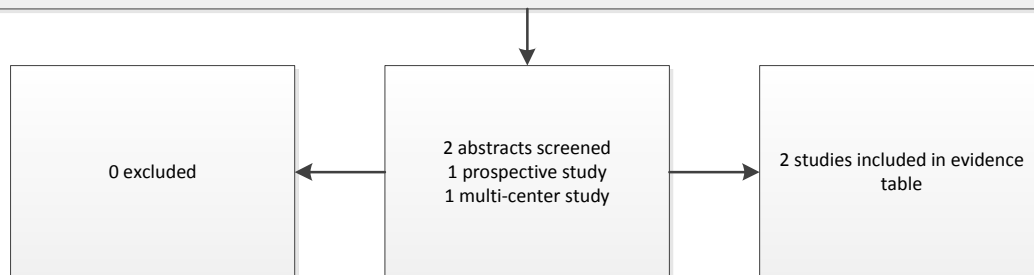 0 excluded
2 abstracts screened
1 prospective study
1 multi-center study
2 studies included in evidence
table